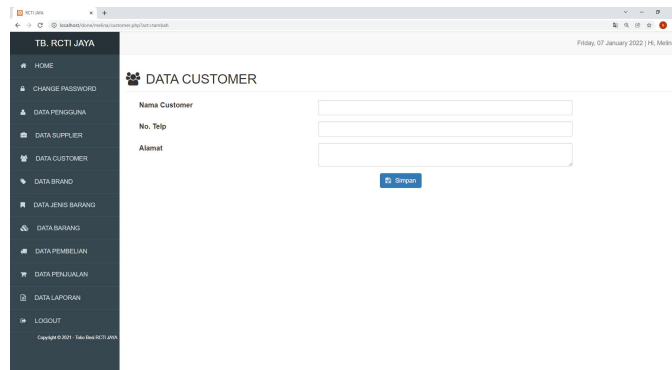 RCTI JAYA
localhost/done/melina/customer.php?act=tambah
TB. RCTI JAYA
Friday, 07 January 2022 | Hi, Melin
HOME
CHANGE PASSWORD
DATA PENGGUNA
DATA SUPPLIER
DATA CUSTOMER
DATA BRAND
DATA JENIS BARANG
DATA BARANG
DATA PEMBELIAN
DATA PENJUALAN
DATA LAPORAN
LOGOUT
Copyright © 2021 - Toko Besi RCTI JAYA
DATA CUSTOMER
Nama Customer
No. Telp
Alamat
Simpan